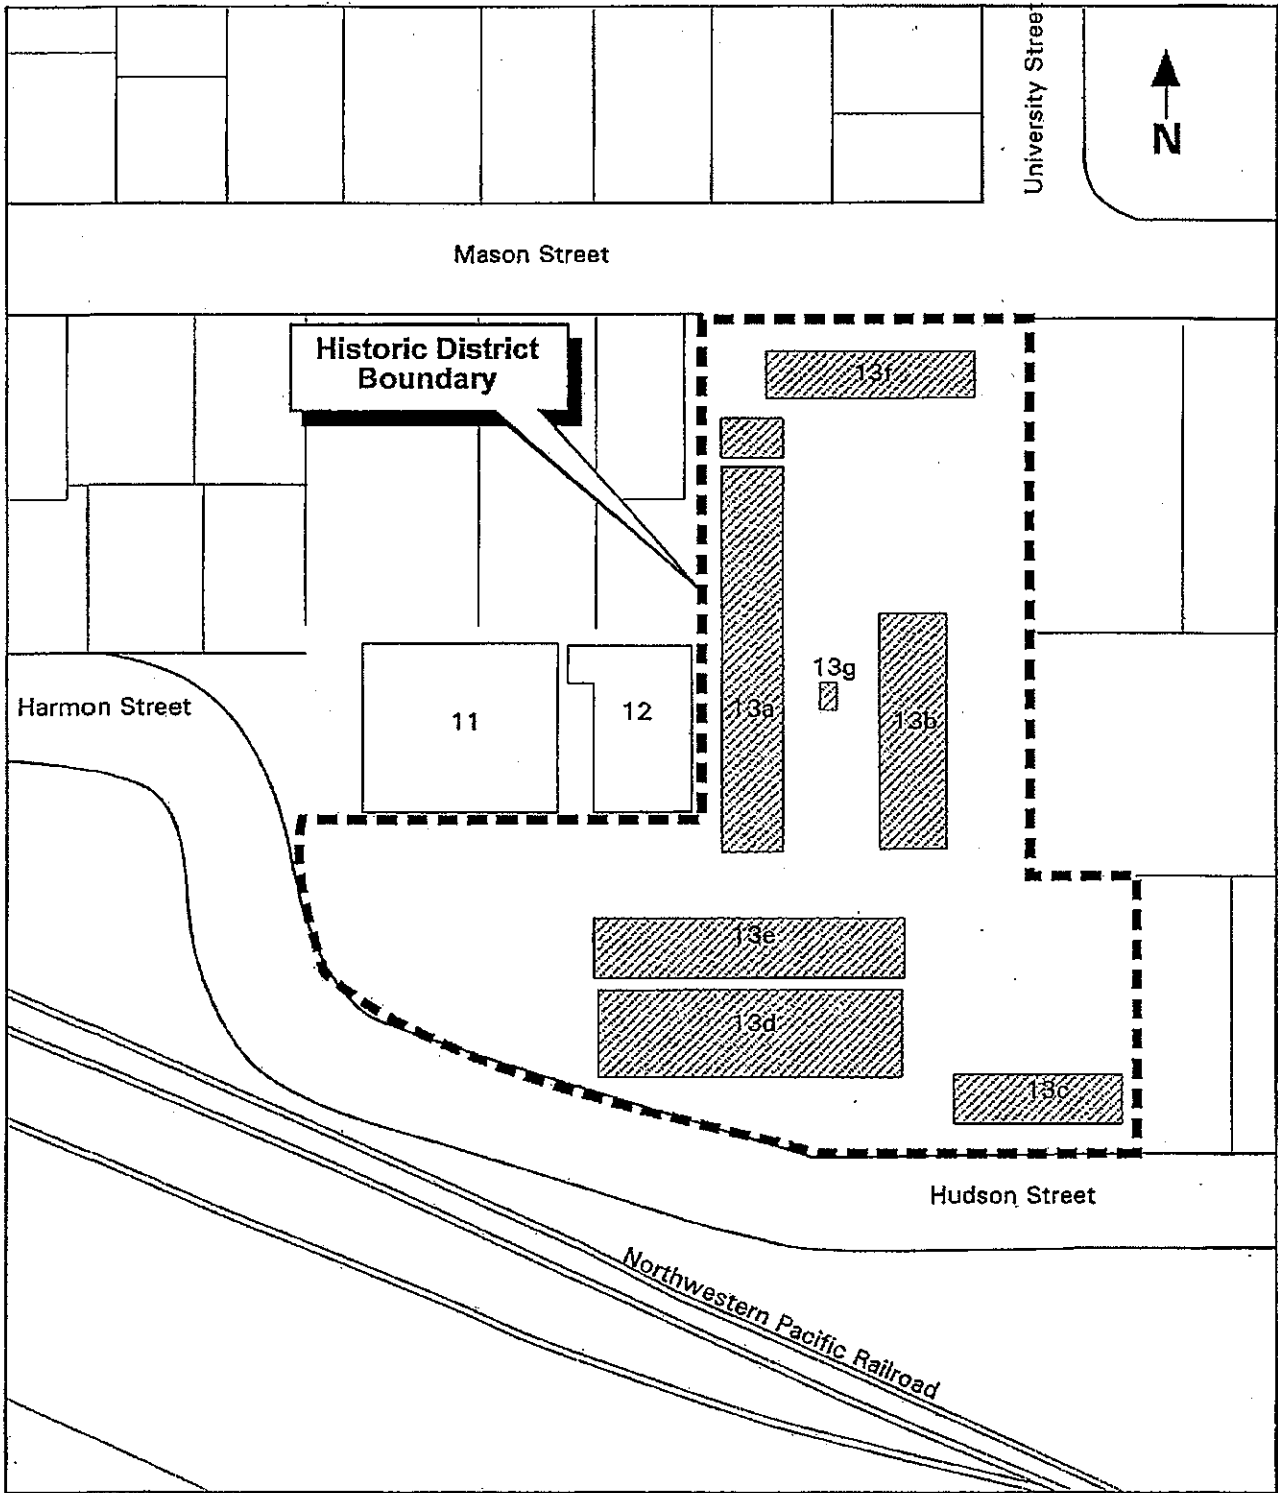 University Street
N
Mason Street
Historic District
Boundary
13f
13g
Harmon Street
11
12
13a
13b
13e
13d
13c
Hudson Street
Northwestern Pacific Railroad